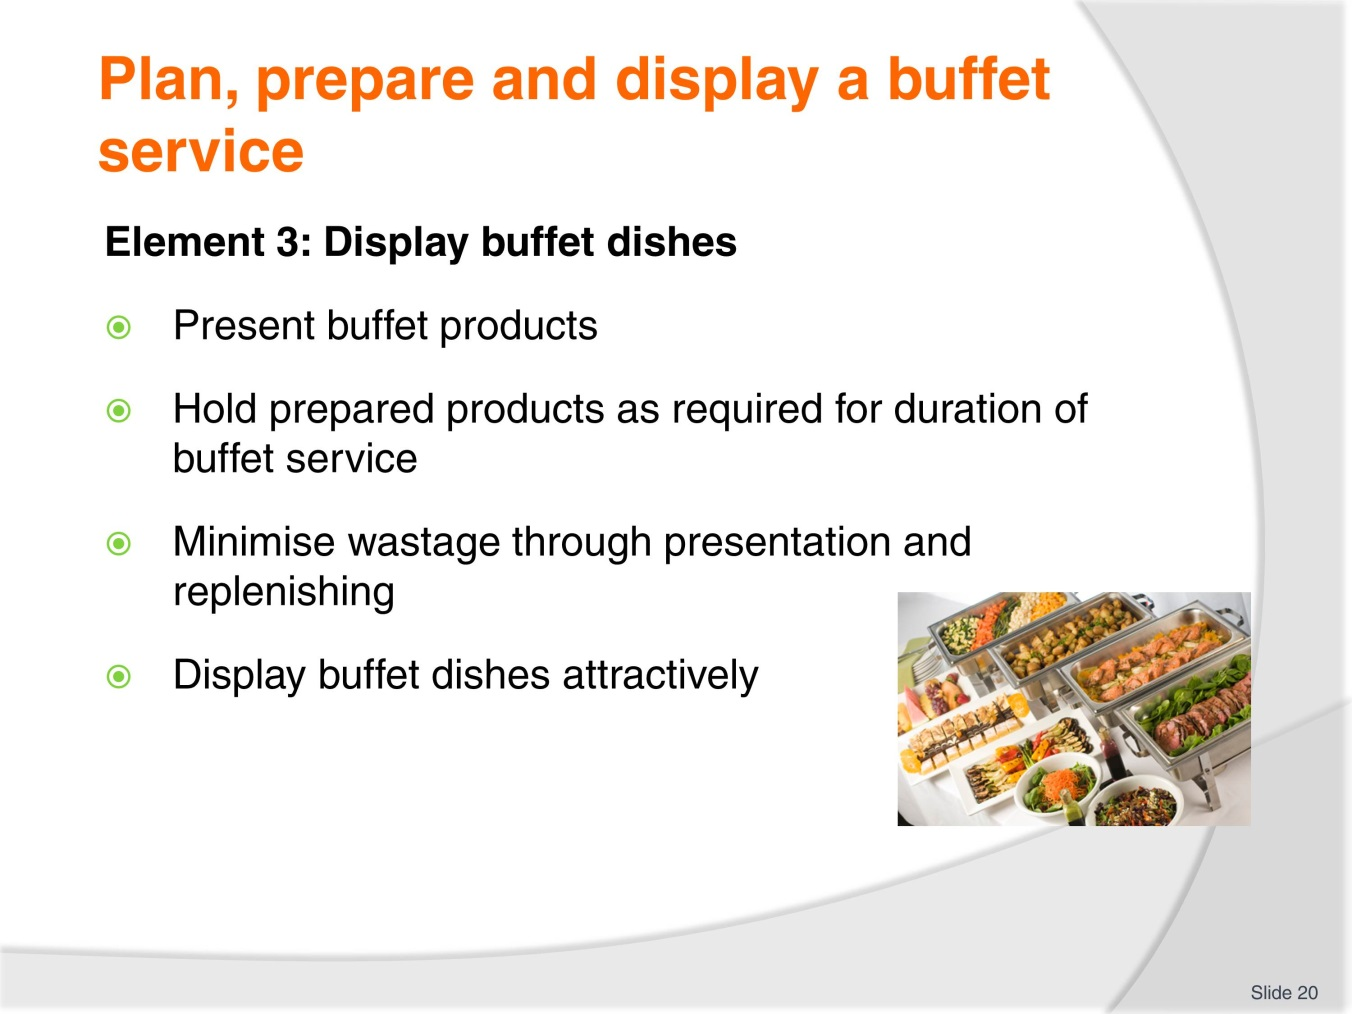 Plan, prepare and display a buffet
service
Element 3: Display buffet dishes
Present buffet products
Hold prepared products as required for duration of
buffet service
Minimise wastage through presentation and
replenishing
Display buffet dishes attractively
Slide 20